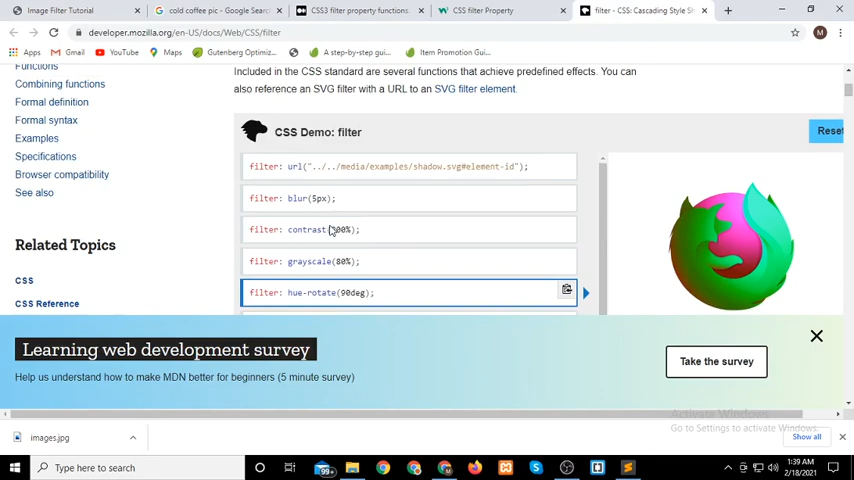 Image Filter Tutorial
cold coffee pic - Google Searc
CSS3 filter property functions.
CSS filter Property
filter - CSS: Cascading Style Sh
developer.mozilla.org/en-US/docs/Web/CSS/filter
M
Apps
Gmail
YouTube
Maps
Gutenberg Optimiz...
A step-by-step gui...
Item Promotion Gui...
Functions
Combining functions
Formal definition
Formal syntax
Examples
Specifications
Browser compatibility
See also
Related Topics
CSS
CSS Reference
Included in the CSS standard are several functions that achieve predefined effects. You can
also reference an SVG filter with a URL to an SVG filter element.
CSS Demo: filter
Reset
filter: url("../../media/examples/shadow.svg#element-id");
filter: blur(5px);
filter: grayscale(80%);
filter: hue-rotate(90deg);
Learning web development survey
Help us understand how to make MDN better for beginners (5 minute survey)
Take the survey
Activate Windows
Go to Settings to activate Windows.
images.jpg
Show all
Type here to search
99+
1:39 AM
2/18/2021